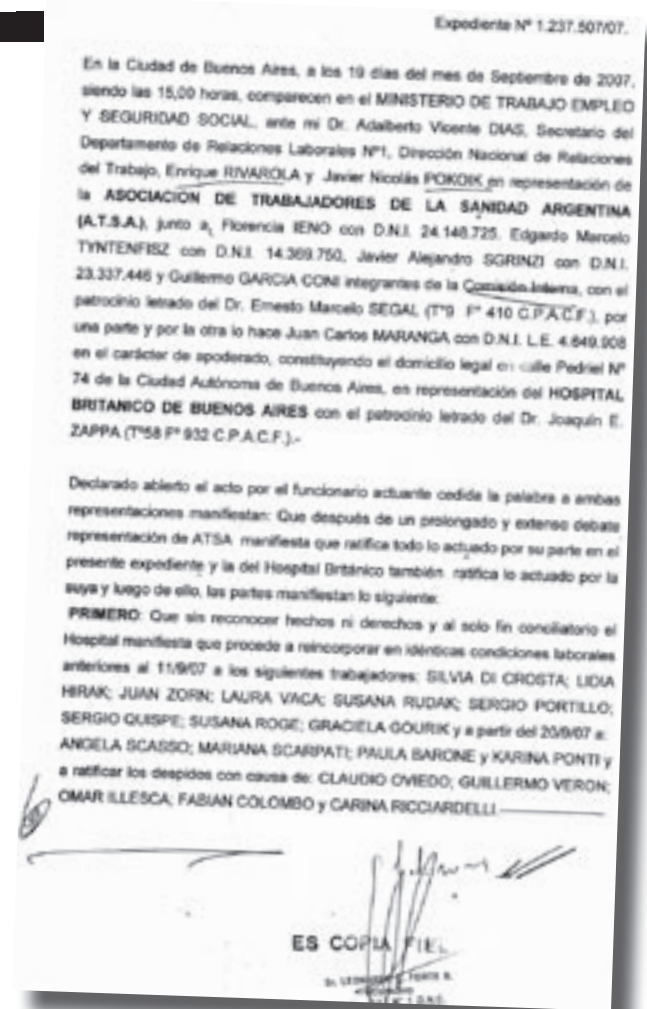 Expediente Nº 1.237.507/07.
En la Ciudad de Buenos Aires, a los 19 días del mes de Septiembre de 2007,
siendo las 15,00 horas, comparecen en el MINISTERIO DE TRABAJO EMPLEO
Y SEGURIDAD SOCIAL, ante mi Dr. Adalberto Vicente DIAS, Secretario del
Departamento de Relaciones Laborales Nº1, Dirección Nacional de Relaciones
del Trabajo, Enrique RIVAROLA y Javier Nicolás POKOIK en representación de
la ASOCIACION DE TRABAJADORES DE LA SANIDAD ARGENTINA
(A.T.S.A.), junto a, Florencia IENO con D.N.I. 24.148.725, Edgardo Marcelo
TYNTENFISZ con D.N.I. 14.369.750, Javier Alejandro SGRINZI con D.N.I.
23.337.446 y Guillermo GARCIA CONI integrantes de la Comisión Interna, con el
patrocinio letrado del Dr. Ernesto Marcelo SEGAL (Tº9 Fº 410 C.P.A.C.F.), por
una parte y por la otra lo hace Juan Carlos MARANGA con D.N.I. L.E. 4.649.908
en el carácter de apoderado, constituyendo el domicilio legal en calle Pedriel Nº
74 de la Ciudad Autónoma de Buenos Aires, en representación del HOSPITAL
BRITANICO DE BUENOS AIRES con el patrocinio letrado del Dr. Joaquín E.
ZAPPA (Tº58 Fº 932 C.P.A.C.F.).-
Declarado abierto el acto por el funcionario actuante cedida la palabra a ambas
representaciones manifiestan: Que después de un prolongado y extenso debate
representación de ATSA manifiesta que ratifica todo lo actuado por su parte en el
presente expediente y la del Hospital Británico también ratifica lo actuado por la
suya y luego de ello, las partes manifiestan lo siguiente:
PRIMERO: Que sin reconocer hechos ni derechos y al solo fin conciliatorio el
Hospital manifiesta que procede a reincorporar en idénticas condiciones laborales
anteriores al 11/9/07 a los siguientes trabajadores: SILVIA DI CROSTA; LIDIA
HIRAK; JUAN ZORN; LAURA VACA; SUSANA RUDAK; SERGIO PORTILLO;
SERGIO QUISPE; SUSANA ROGE; GRACIELA GOURIK y a partir del 20/9/07 a:
ANGELA SCASSO; MARIANA SCARPATI; PAULA BARONE y KARINA PONTI y
a ratificar los despidos con causa de: CLAUDIO OVIEDO; GUILLERMO VERON;
OMAR ILLESCA; FABIAN COLOMBO y CARINA RICCIARDELLI.
ES COPIA FIEL